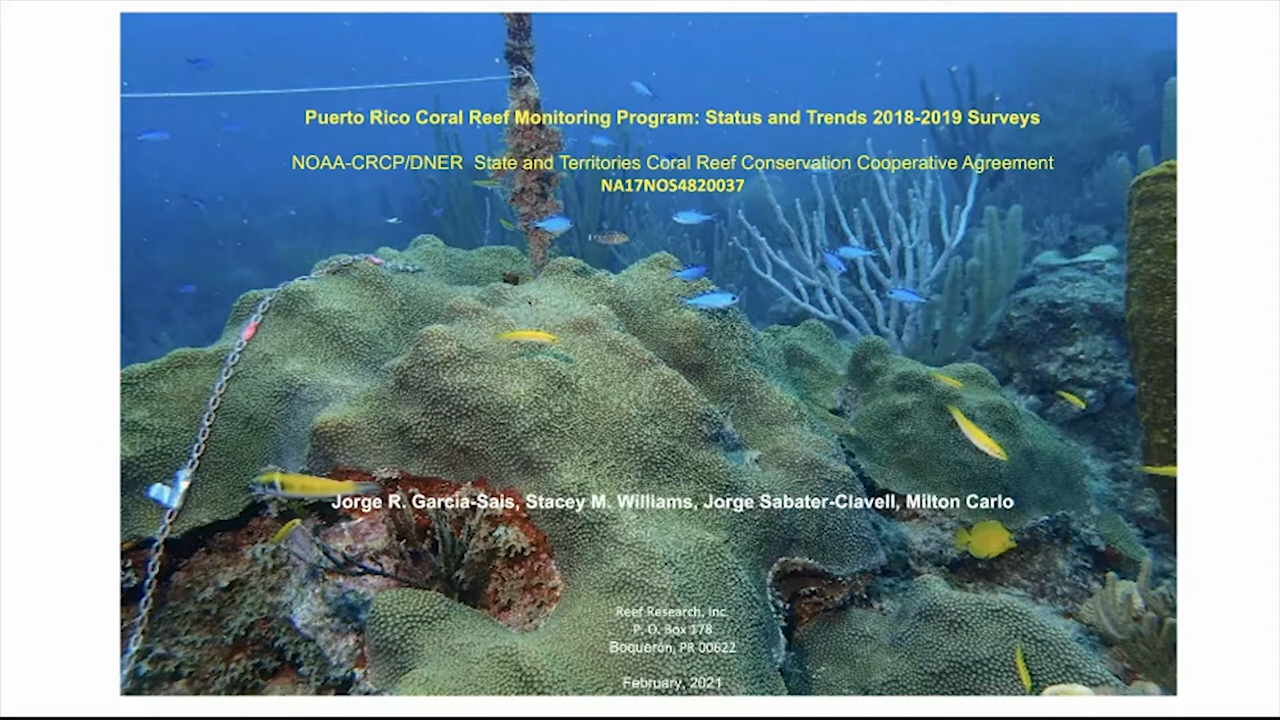 Puerto Rico Coral Reef Monitoring Program: Status and Trends 2018-2019 Surveys
NOAA-CRCP/DNER State and Territories Coral Reef Conservation Cooperative Agreement
NA17NOS4820037
Jorge R. García-Sais, Stacey M. Williams, Jorge Sabater-Clavell, Milton Carlo
Reef Research, Inc.
P. O. Box 178
Boquerón, PR 00622
February, 2021